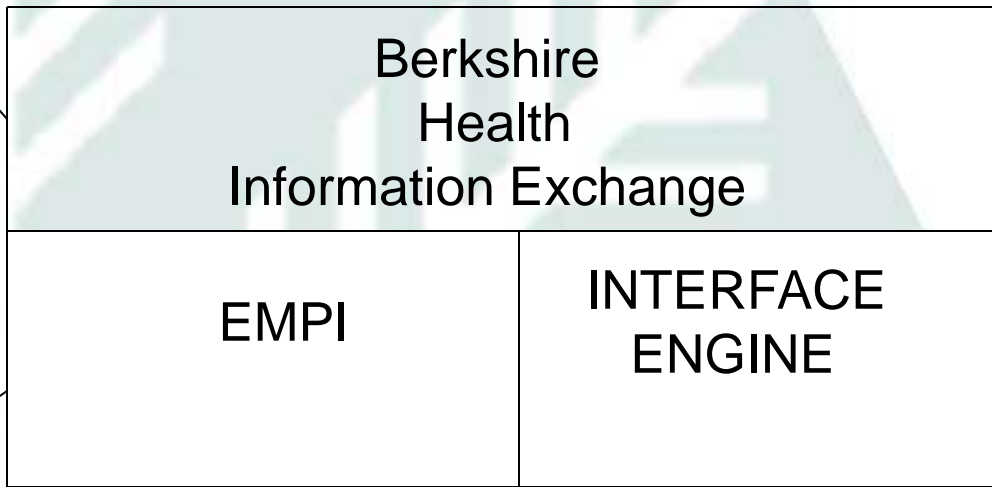 Berkshire
Health
Information Exchange
EMPI
INTERFACE
ENGINE